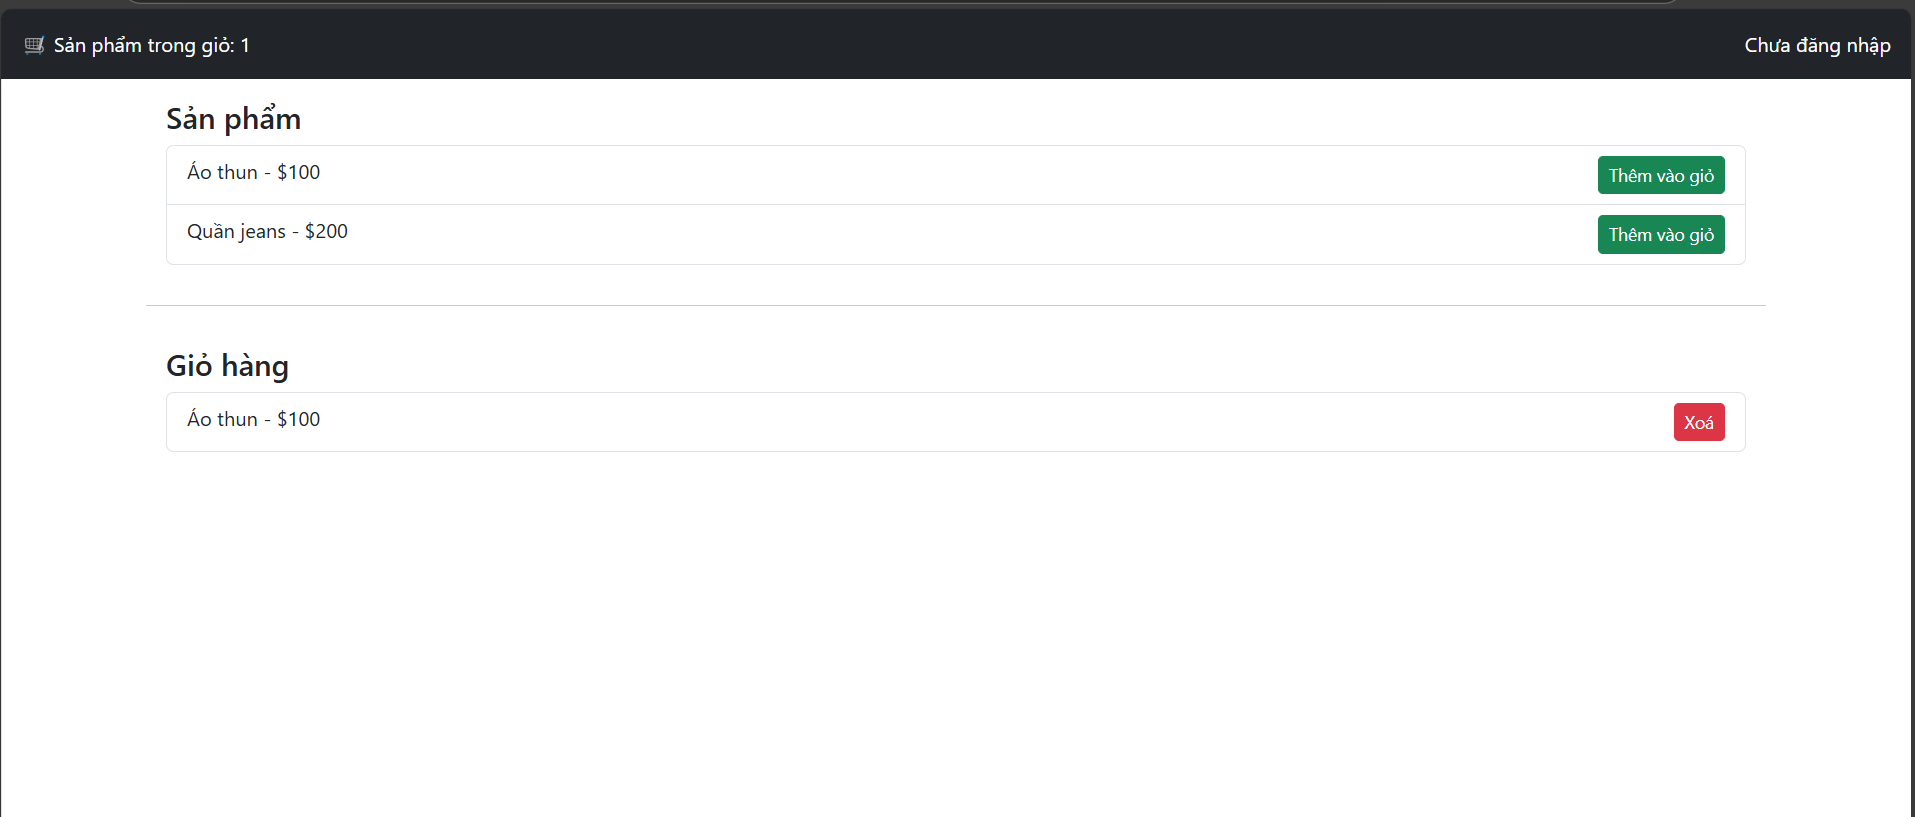 🛒 Sản phẩm trong giỏ: 1
Chưa đăng nhập
Sản phẩm
Áo thun - $100
Thêm vào giỏ
Quần jeans - $200
Thêm vào giỏ
Giỏ hàng
Áo thun - $100
Xoá